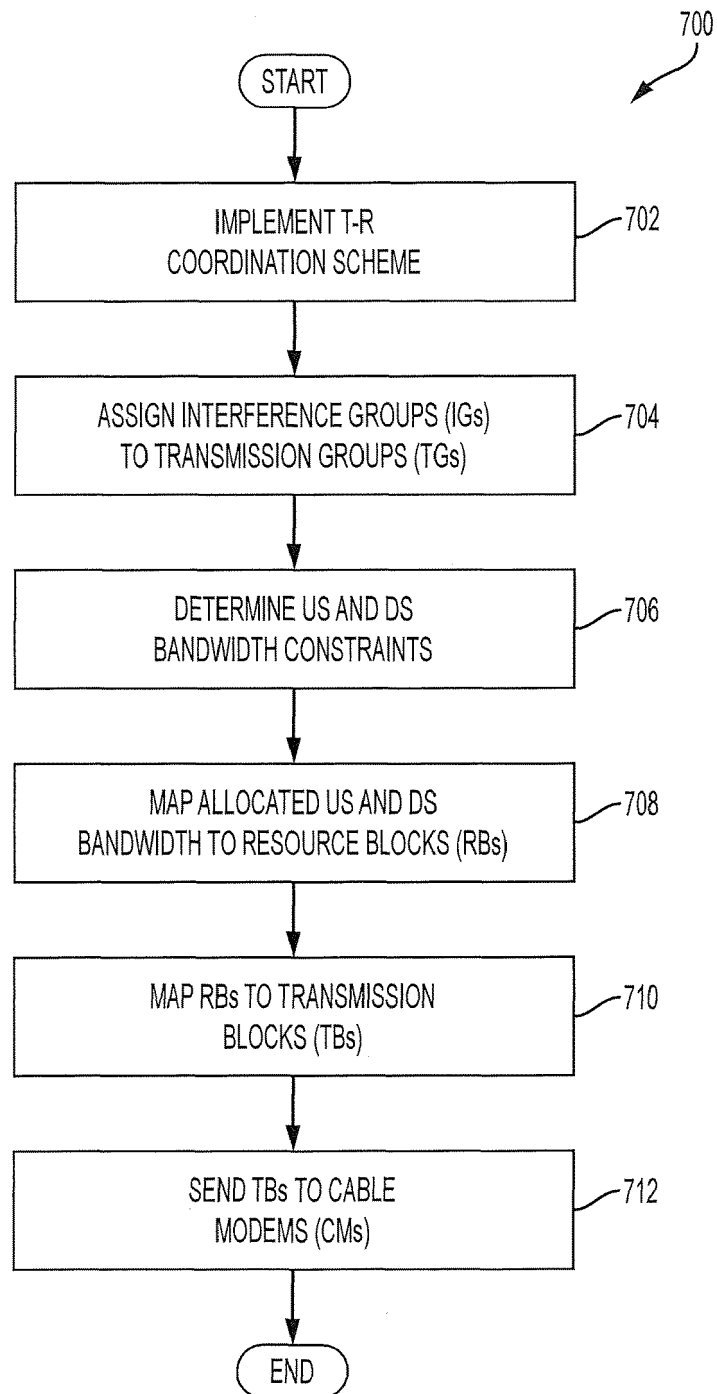 700
START
IMPLEMENT T-R
COORDINATION SCHEME
702
ASSIGN INTERFERENCE GROUPS (IGs)
TO TRANSMISSION GROUPS (TGs)
704
DETERMINE US AND DS
BANDWIDTH CONSTRAINTS
706
MAP ALLOCATED US AND DS
BANDWIDTH TO RESOURCE BLOCKS (RBs)
708
MAP RBs TO TRANSMISSION
BLOCKS (TBs)
710
SEND TBs TO CABLE
MODEMS (CMs)
712
END